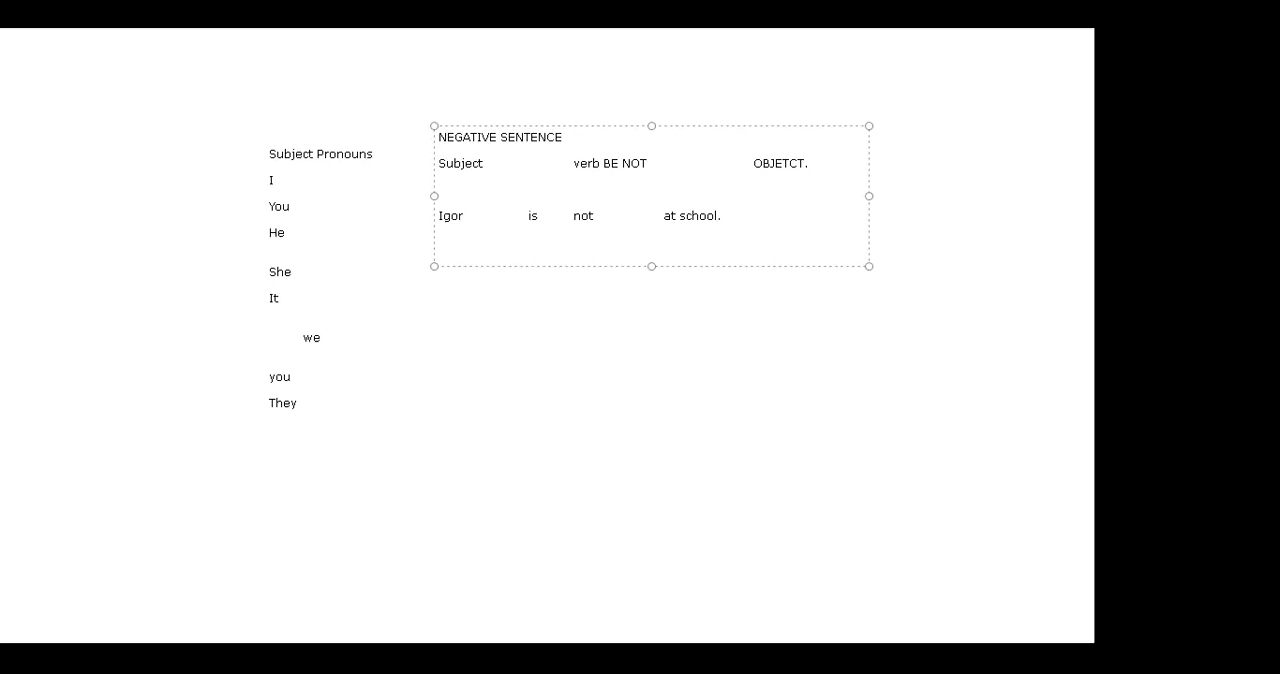 Subject Pronouns
I
You
He
She
It
we
you
They
NEGATIVE SENTENCE
Subject verb BE NOT OBJETCT.
Igor is not at school.